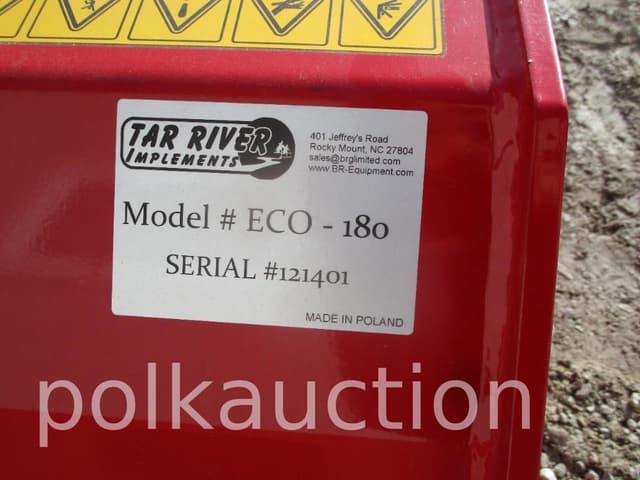 TAR RIVER
IMPLEMENTS
401 Jeffrey's Road
Rocky Mount, NC 27804
sales@brglimited.com
www.BR-Equipment.com
Model # ECO - 180
SERIAL #121401
MADE IN POLAND
polkauction